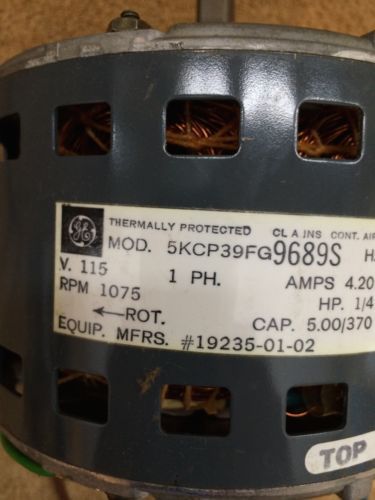 GE
THERMALLY PROTECTED CL A INS CONT. AIR
MOD. 5KCP39FG9689S
V. 115 1 PH. AMPS 4.20
RPM 1075 HP. 1/4
←ROT. CAP. 5.00/370
EQUIP. MFRS. #19235-01-02
TOP